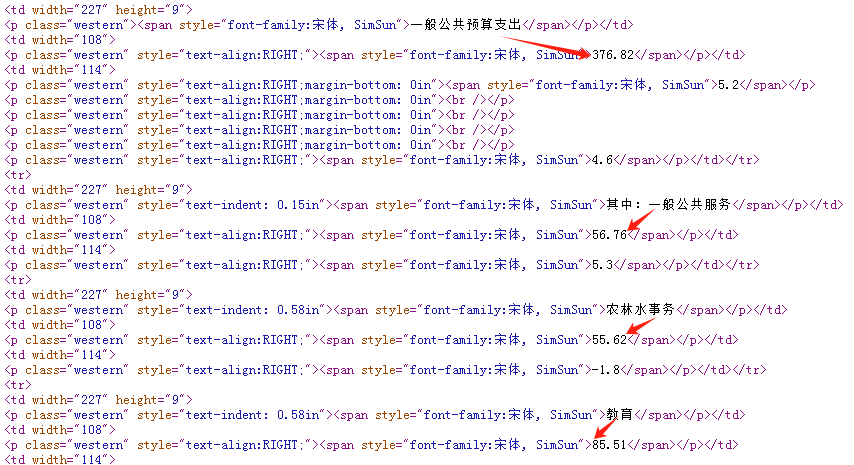 <td width="227" height="9">
<p class="western"><span style="font-family:宋体, SimSun">一般公共预算支出</span></p></td>
<td width="108">
<p class="western" style="text-align:RIGHT;"><span style="font-family:宋体, SimSun">376.82</span></p></td>
<td width="114">
<p class="western" style="text-align:RIGHT;margin-bottom: 0in"><span style="font-family:宋体, SimSun">5.2</span></p>
<p class="western" style="text-align:RIGHT;margin-bottom: 0in"><br /></p>
<p class="western" style="text-align:RIGHT;margin-bottom: 0in"><br /></p>
<p class="western" style="text-align:RIGHT;margin-bottom: 0in"><br /></p>
<p class="western" style="text-align:RIGHT;margin-bottom: 0in"><br /></p>
<p class="western" style="text-align:RIGHT;"><span style="font-family:宋体, SimSun">4.6</span></p></td></tr>
<tr>
<td width="227" height="9">
<p class="western" style="text-indent: 0.15in"><span style="font-family:宋体, SimSun">其中：一般公共服务</span></p></td>
<td width="108">
<p class="western" style="text-align:RIGHT;"><span style="font-family:宋体, SimSun">56.76</span></p></td>
<td width="114">
<p class="western" style="text-align:RIGHT;"><span style="font-family:宋体, SimSun">5.3</span></p></td></tr>
<tr>
<td width="227" height="9">
<p class="western" style="text-indent: 0.58in"><span style="font-family:宋体, SimSun">农林水事务</span></p></td>
<td width="108">
<p class="western" style="text-align:RIGHT;"><span style="font-family:宋体, SimSun">55.62</span></p></td>
<td width="114">
<p class="western" style="text-align:RIGHT;"><span style="font-family:宋体, SimSun">-1.8</span></p></td></tr>
<tr>
<td width="227" height="9">
<p class="western" style="text-indent: 0.58in"><span style="font-family:宋体, SimSun">教育</span></p></td>
<td width="108">
<p class="western" style="text-align:RIGHT;"><span style="font-family:宋体, SimSun">85.51</span></p></td>
<td width="114">